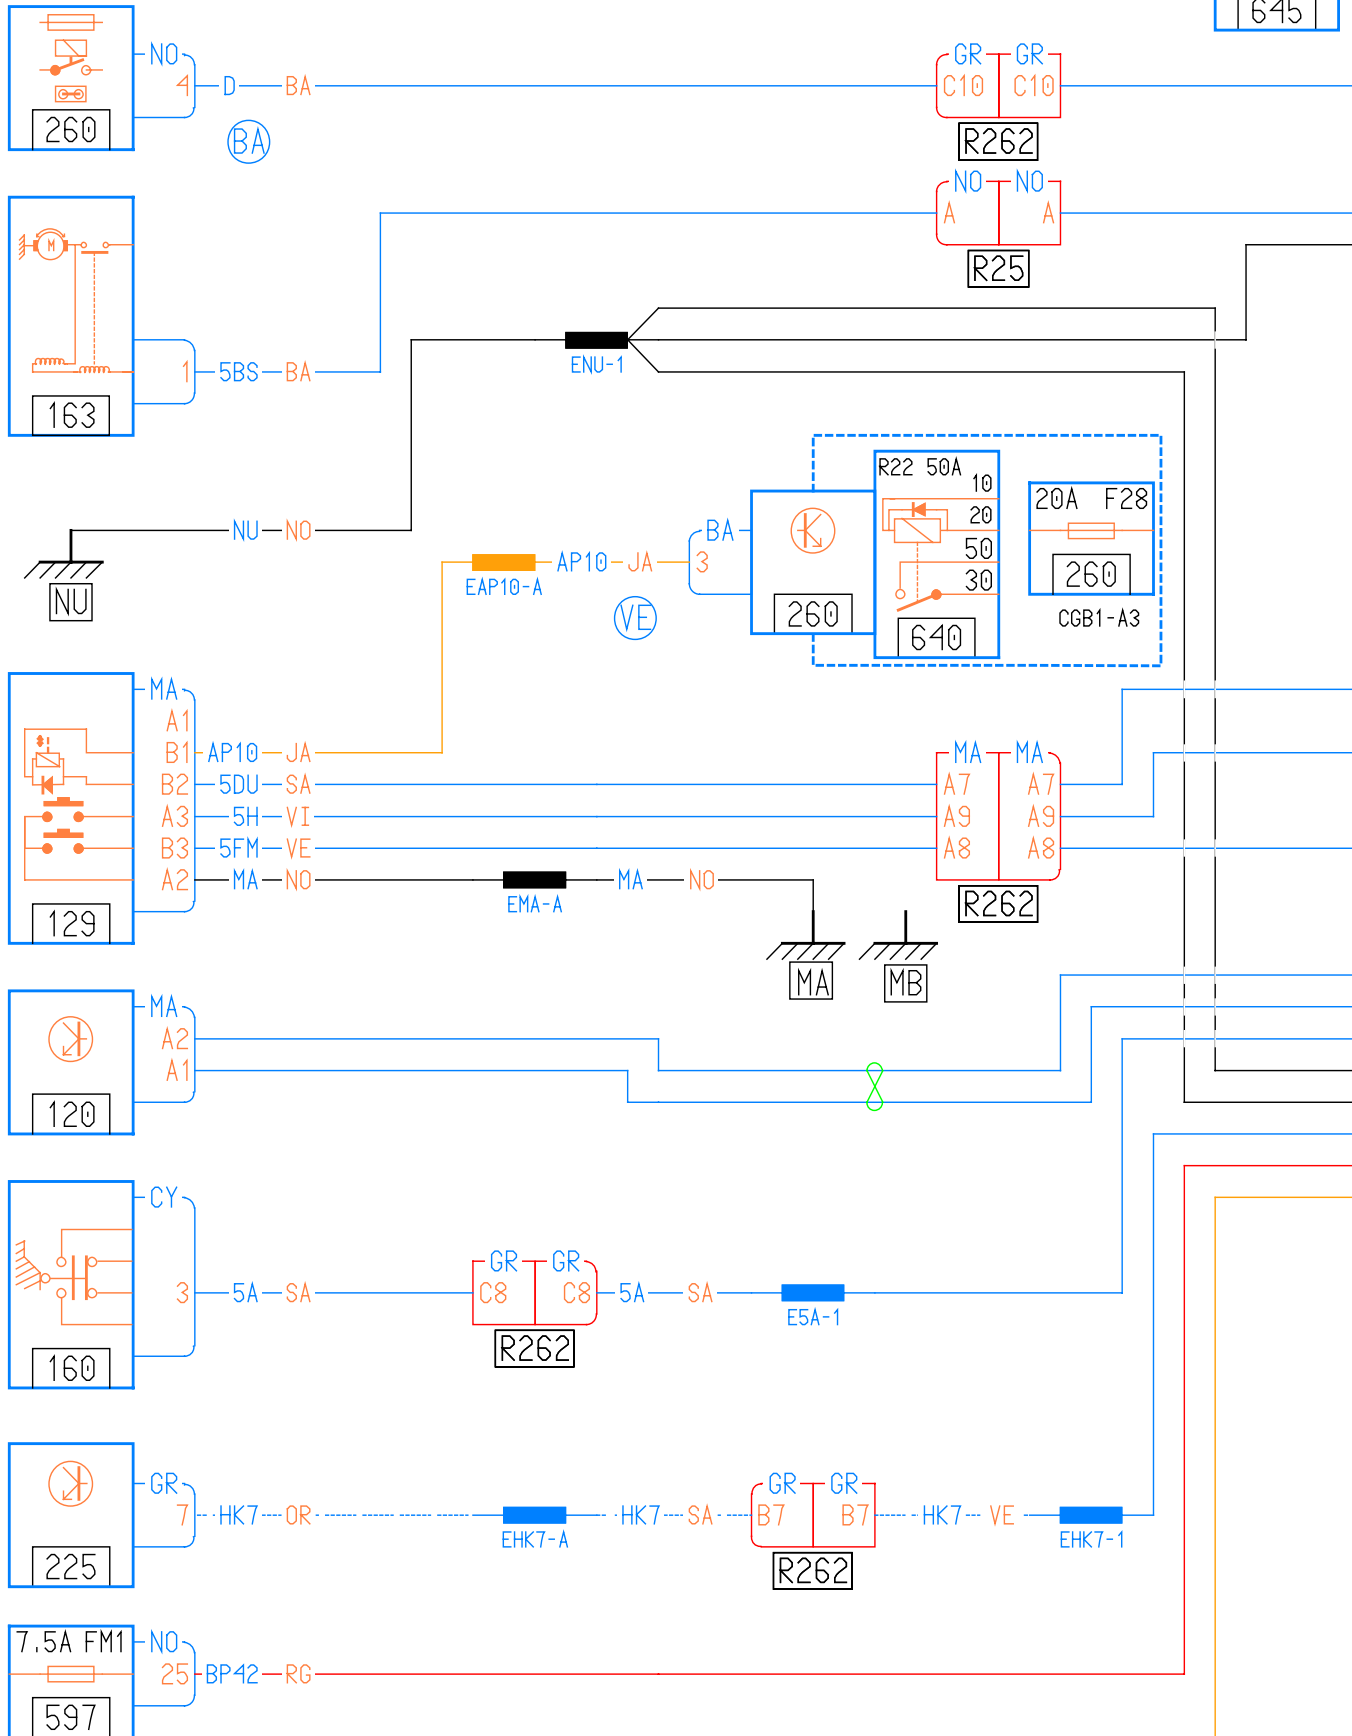 645
NO
4 D BA
GR GR
C10 C10
260
BA
R262
NO NO
A A
R25
M
1 5BS BA
163
ENU-1
NU NO
NU
R22 50A
10
20
50
30
640
20A F28
260
CGB1-A3
BA
3
260
EAP10-A
AP10 JA
VE
MA
A1
B1 AP10 JA
B2 5DU SA
A3 5H VI
B3 5FM VE
A2 MA NO
129
EMA-A
MA NO
MA
MB
MA MA
A7 A7
A9 A9
A8 A8
R262
MA
A2
A1
120
CY
3 5A SA
160
GR GR
C8 C8
R262
5A SA
E5A-1
GR
7 HK7 OR
225
EHK7-A
HK7 SA
GR GR
B7 B7
R262
HK7 VE
EHK7-1
7.5A FM1
NO
25 BP42 RG
597